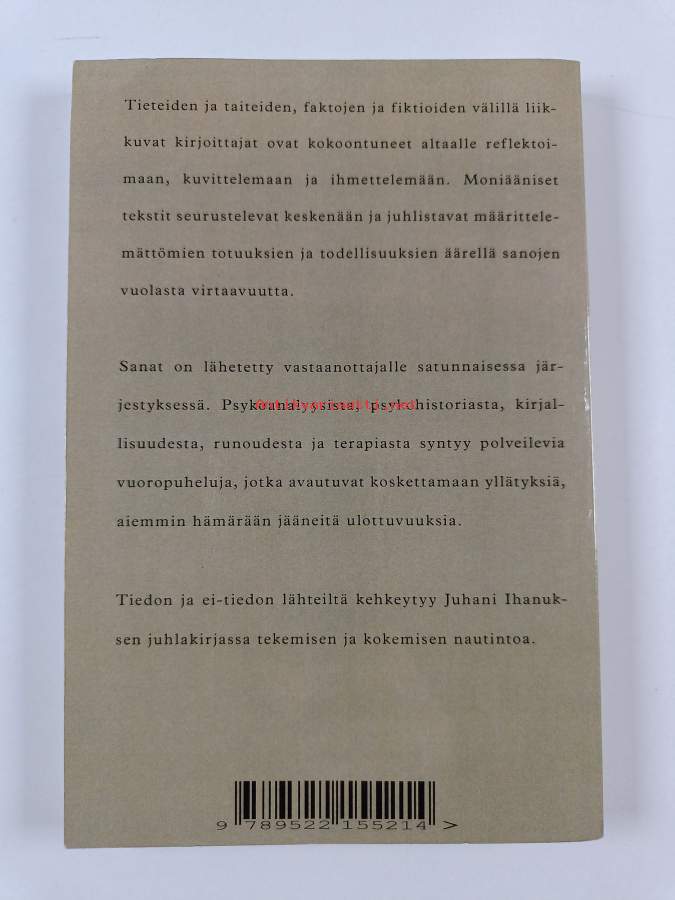 Tieteiden ja taiteiden, faktojen ja fiktioiden välillä liik-
kuvat kirjoittajat ovat kokoontuneet altaalle reflektoi-
maan, kuvittelemaan ja ihmettelemään. Moniääniset
tekstit seurustelevat keskenään ja juhlistavat määrittele-
mättömien totuuksien ja todellisuuksien äärellä sanojen
vuolasta virtaavuutta.
Sanat on lähetetty vastaanottajalle satunnaisessa jär-
jestyksessä. Psykoanalyysista, psykohistoriasta, kirjal-
lisuudesta, runoudesta ja terapiasta syntyy polveilevia
vuoropuheluja, jotka avautuvat koskettamaan yllätyksiä,
aiemmin hämärään jääneitä ulottuvuuksia.
Tiedon ja ei-tiedon lähteiltä kehkeytyy Juhani Ihanuk-
sen juhlakirjassa tekemisen ja kokemisen nautintoa.
9 789522 155214 >